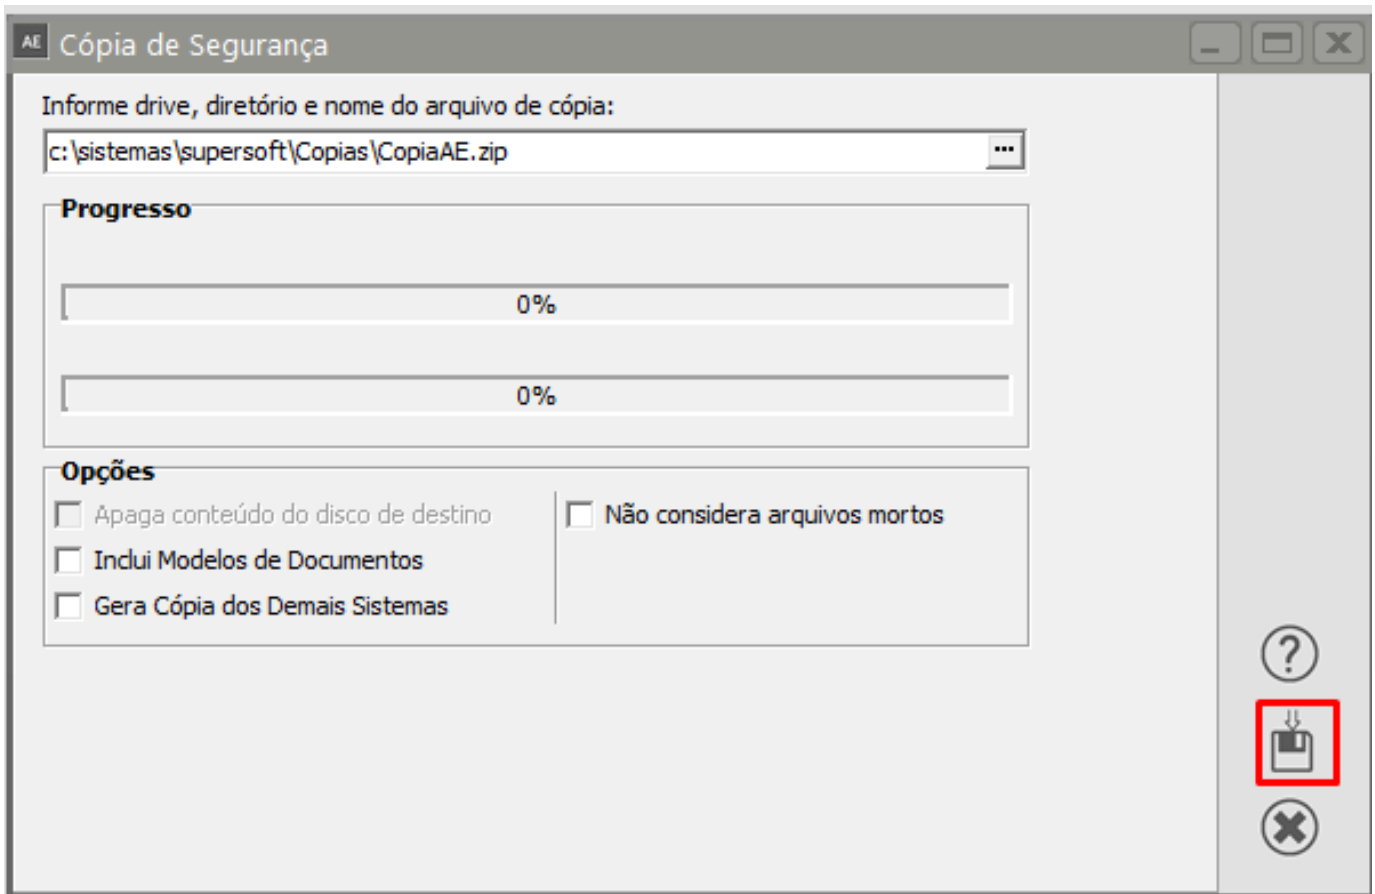 AE Cópia de Segurança
Informe drive, diretório e nome do arquivo de cópia:
c:\sistemas\supersoft\Copias\CopiaAE.zip ...
Progresso
0%
0%
Opções
Apaga conteúdo do disco de destino Não considera arquivos mortos
Inclui Modelos de Documentos
Gera Cópia dos Demais Sistemas
?